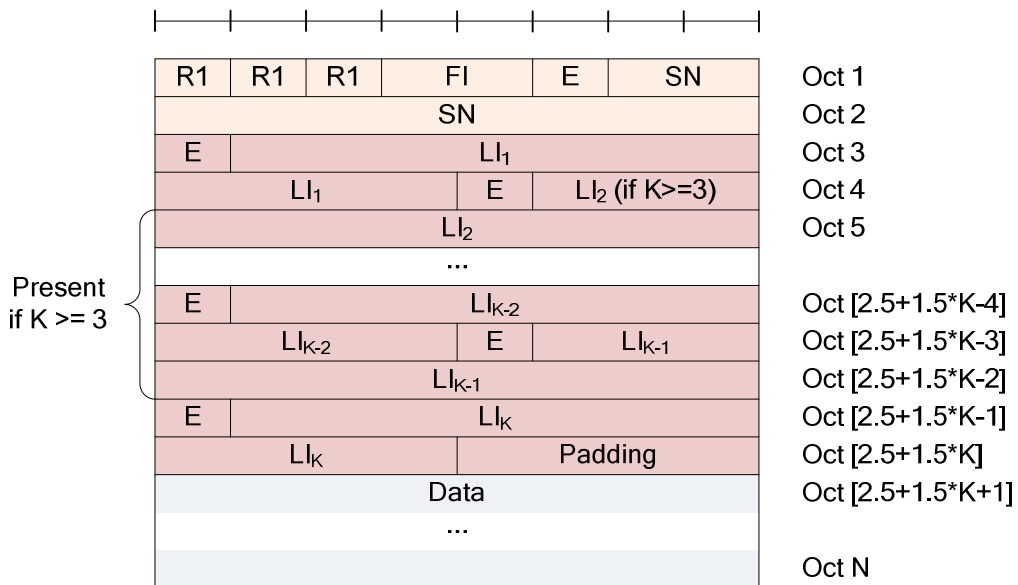 R1 R1 R1 FI E SN Oct 1
SN Oct 2
E LI1 Oct 3
LI1 E LI2 (if K>=3) Oct 4
LI2 Oct 5
...
Present
if K >= 3
E LIK-2 Oct [2.5+1.5*K-4]
LIK-2 E LIK-1 Oct [2.5+1.5*K-3]
LIK-1 Oct [2.5+1.5*K-2]
E LIK Oct [2.5+1.5*K-1]
LIK Padding Oct [2.5+1.5*K]
Data Oct [2.5+1.5*K+1]
...
Oct N